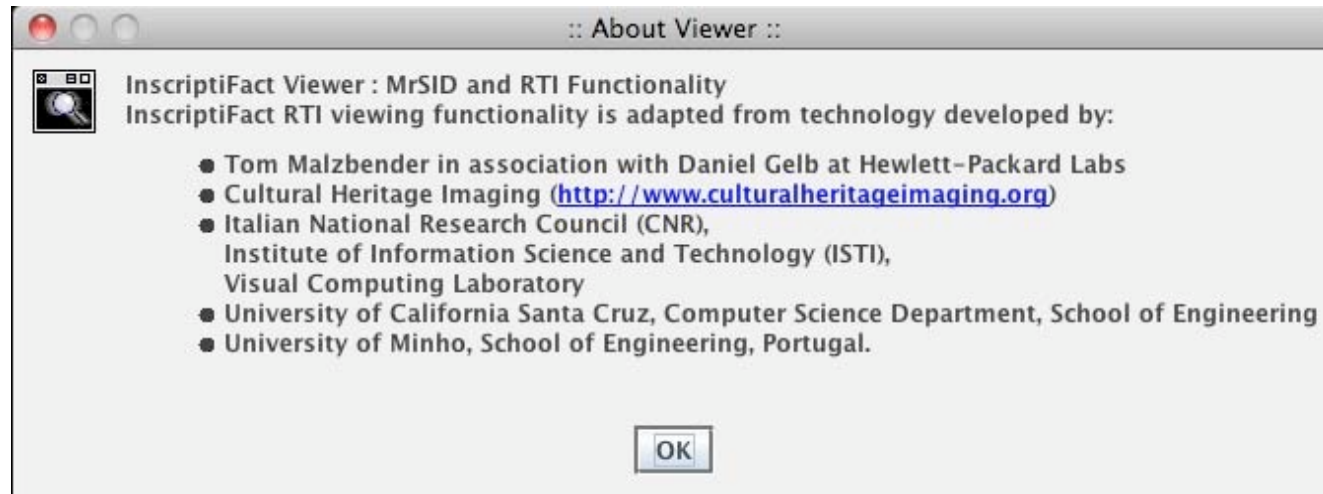 :: About Viewer ::
InscriptiFact Viewer : MrSID and RTI Functionality
InscriptiFact RTI viewing functionality is adapted from technology developed by:
● Tom Malzbender in association with Daniel Gelb at Hewlett-Packard Labs
● Cultural Heritage Imaging (http://www.culturalheritageimaging.org)
● Italian National Research Council (CNR),
Institute of Information Science and Technology (ISTI),
Visual Computing Laboratory
● University of California Santa Cruz, Computer Science Department, School of Engineering
● University of Minho, School of Engineering, Portugal.
OK